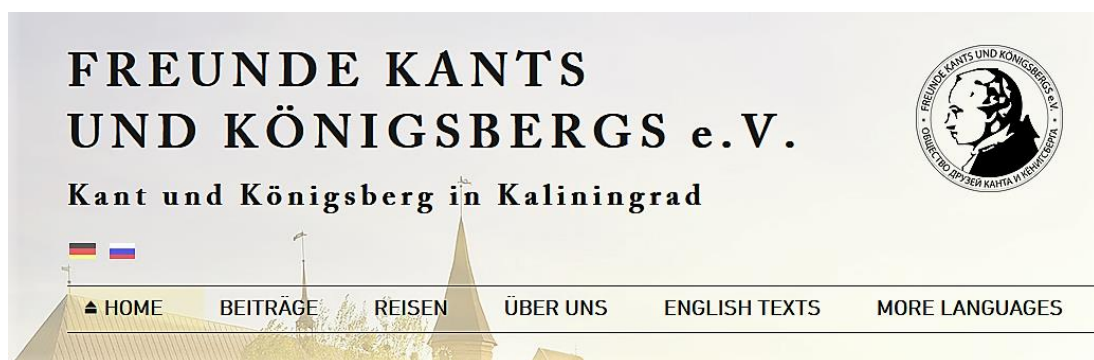 FREUNDE KANTS
UND KÖNIGSBERGS e.V.
Kant und Königsberg in Kaliningrad
FREUNDE KANTS UND KÖNIGSBERGS e.V.
ОБЩЕСТВО ДРУЗЕЙ КАНТА И КЕНИГСБЕРГА
HOME BEITRÄGE REISEN ÜBER UNS ENGLISH TEXTS MORE LANGUAGES